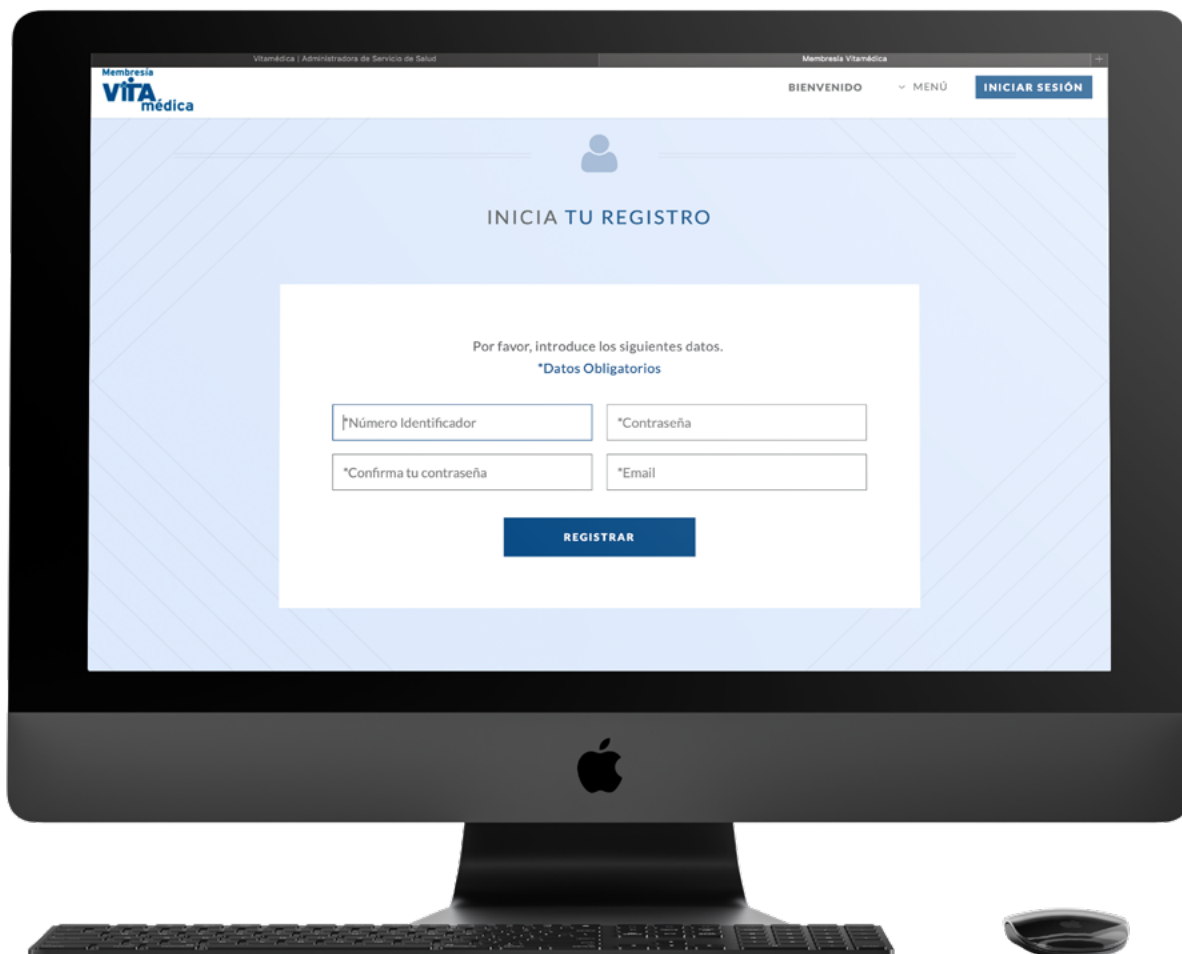 Vitamédica | Administradora de Servicio de Salud
Membresía Vitamédica
+
Membresía
VITA
médica
BIENVENIDO
MENÚ
INICIAR SESIÓN
INICIA TU REGISTRO
Por favor, introduce los siguientes datos.
*Datos Obligatorios
*Número Identificador
*Contraseña
*Confirma tu contraseña
*Email
REGISTRAR